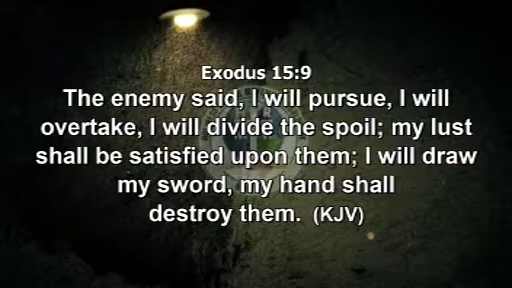 Exodus 15:9
The enemy said, I will pursue, I will
overtake, I will divide the spoil; my lust
shall be satisfied upon them; I will draw
my sword, my hand shall
destroy them. (KJV)